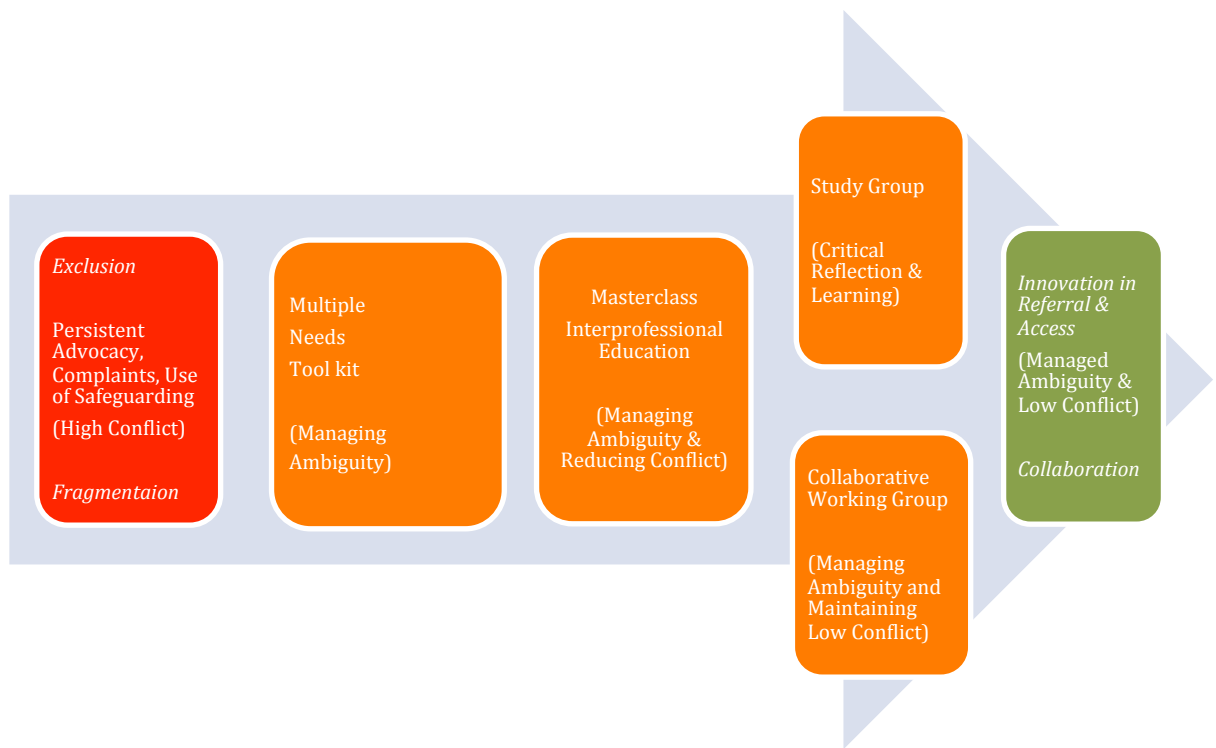 Exclusion
Persistent
Advocacy,
Complaints, Use
of Safeguarding
(High Conflict)
Fragmentaion
Multiple
Needs
Tool kit
(Managing
Ambiguity)
Masterclass
Interprofessional
Education
(Managing
Ambiguity &
Reducing Conflict)
Study Group
(Critical
Reflection &
Learning)
Collaborative
Working Group
(Managing
Ambiguity and
Maintaining
Low Conflict)
Innovation in
Referral &
Access
(Managed
Ambiguity &
Low Conflict)
Collaboration